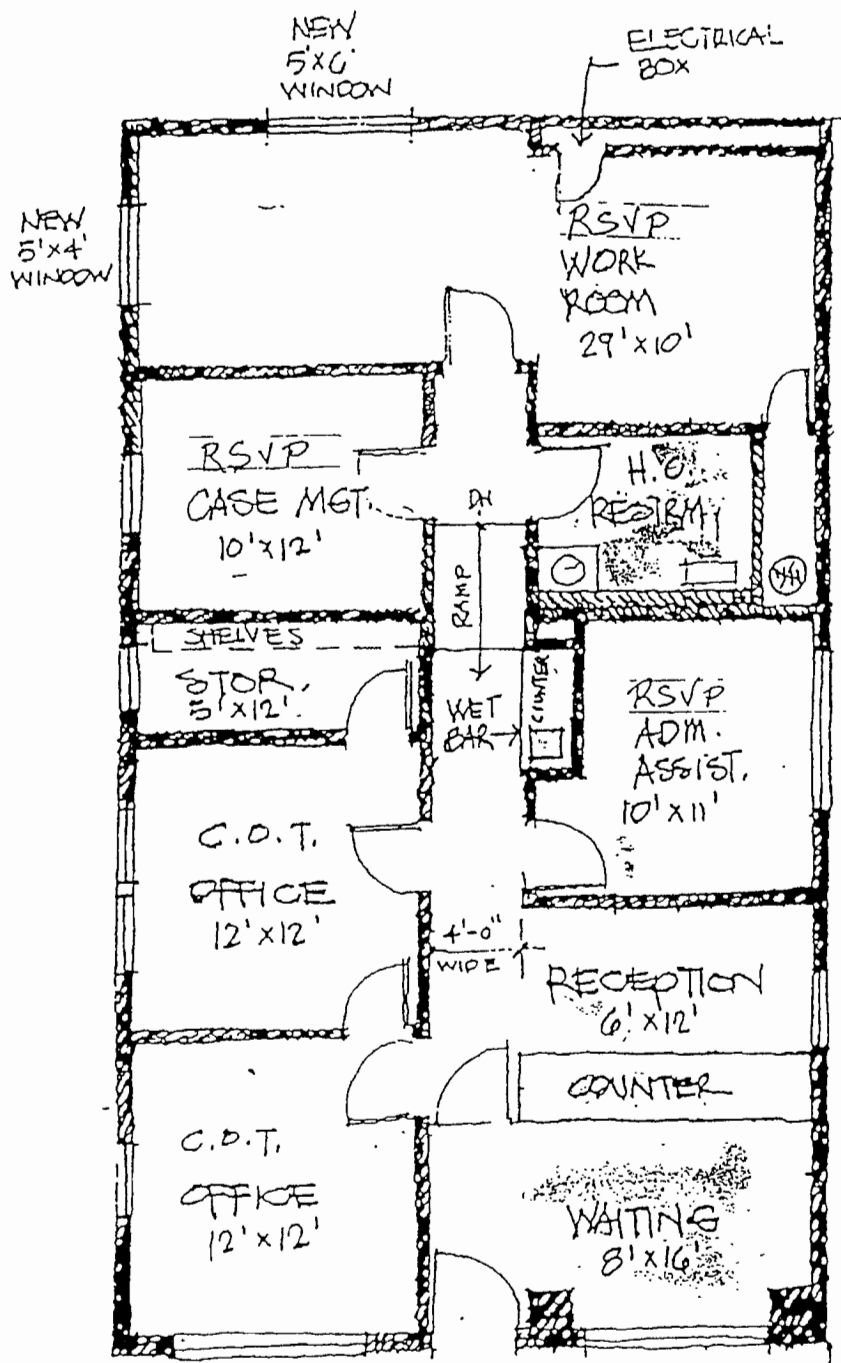 NEW
5'X6'
WINDOW
ELECTRICAL
BOX
NEW
5'X4'
WINDOW
RSVP
WORK
ROOM
29'X10'
RSVP
CASE MGT.
10'X12'
DN
RAMP
H.C.
RESTRM.
WH
SHELVES
STOR.
5'X12'
WET
BAR
COUNTER
RSVP
ADM.
ASSIST.
10'X11'
C.O.T.
OFFICE
12'X12'
4'-0"
WIDE
RECEPTION
6'X12'
COUNTER
C.O.T.
OFFICE
12'X12'
WAITING
8'X16'